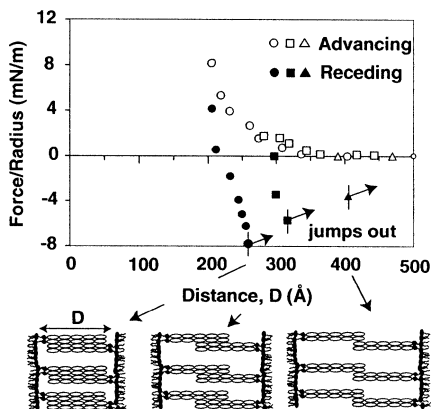 8
4
0
-4
-8
Force/Radius (mN/m)
○ □ △ Advancing
● ■ ▲ Receding
jumps out
0 100 200 300 400 500
Distance, D (Å)
D